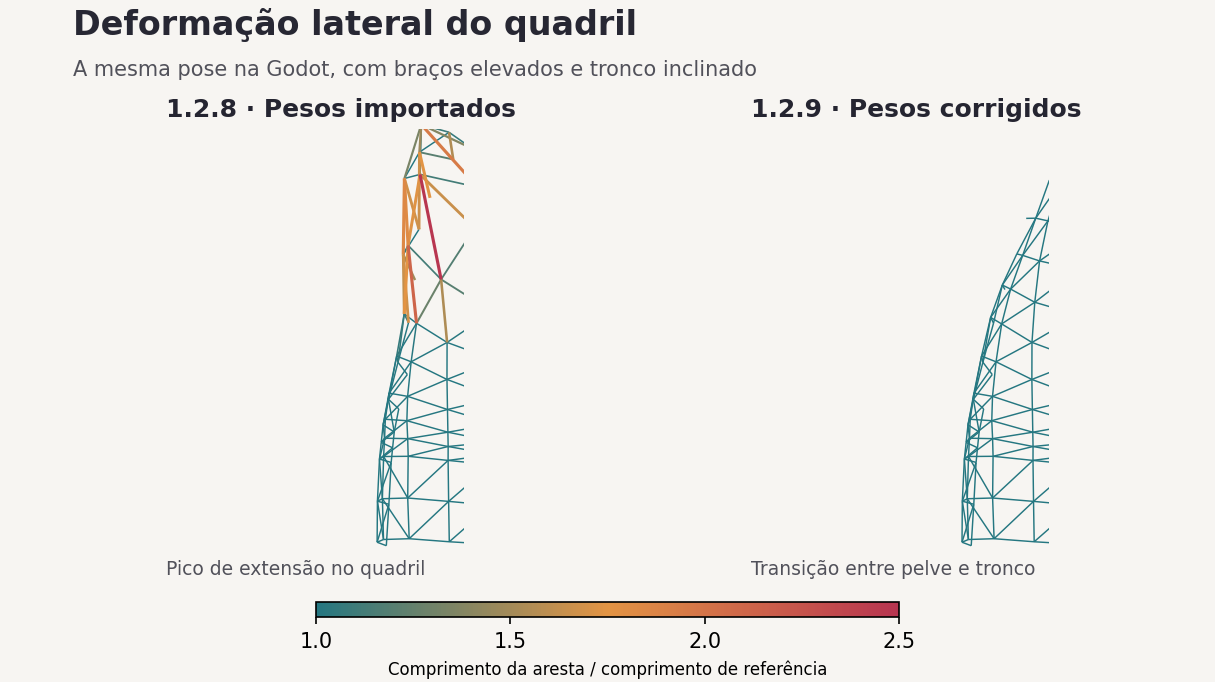 Deformação lateral do quadril
A mesma pose na Godot, com braços elevados e tronco inclinado
1.2.8 · Pesos importados
1.2.9 · Pesos corrigidos
Pico de extensão no quadril
Transição entre pelve e tronco
1.0 1.5 2.0 2.5
Comprimento da aresta / comprimento de referência